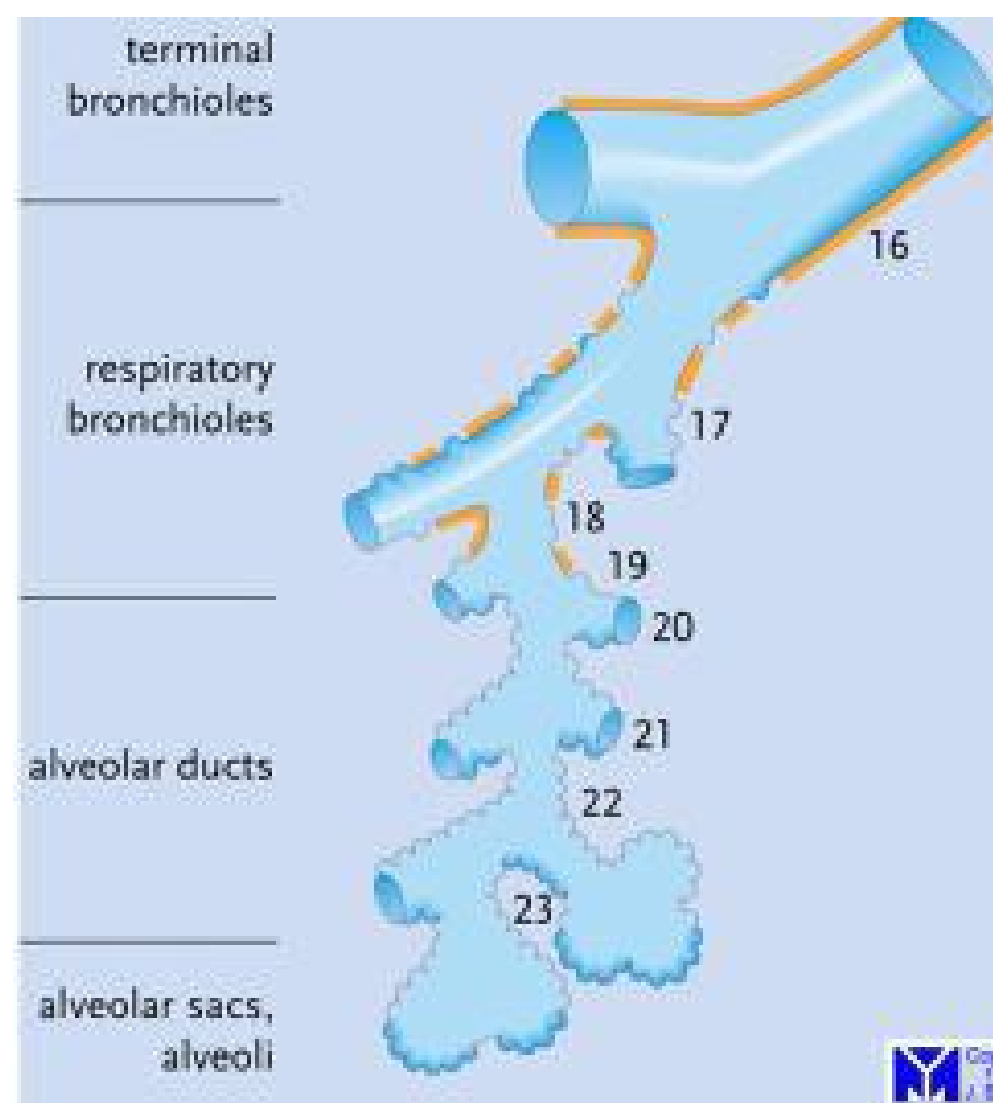 terminal
bronchioles
16
respiratory
bronchioles
17
18
19
20
21
alveolar ducts
22
23
alveolar sacs,
alveoli